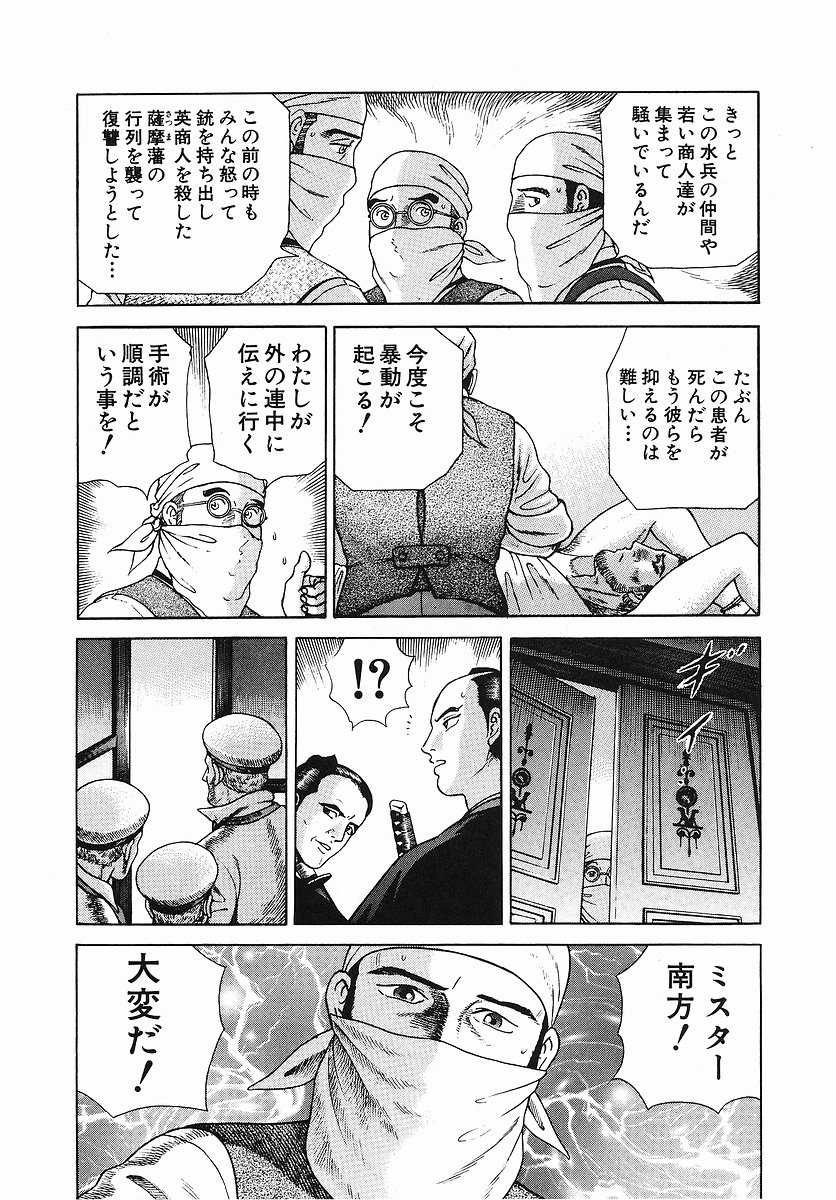 きっと
この水兵の仲間や
若い商人達が
集まって
騒いでいるんだ
この前の時も
みんな怒って
銃を持ち出し
英商人を殺した
薩摩藩の
さつま
行列を襲って
復讐しようとした…
たぶん
この患者が
死んだら
もう彼らを
抑えるのは
難しい…
今度こそ
暴動が
起こる!
わたしが
外の連中に
伝えに行く
手術が
順調だと
いう事を!
ギ‥
イ
!?
ミスター
南方!
大変だ!